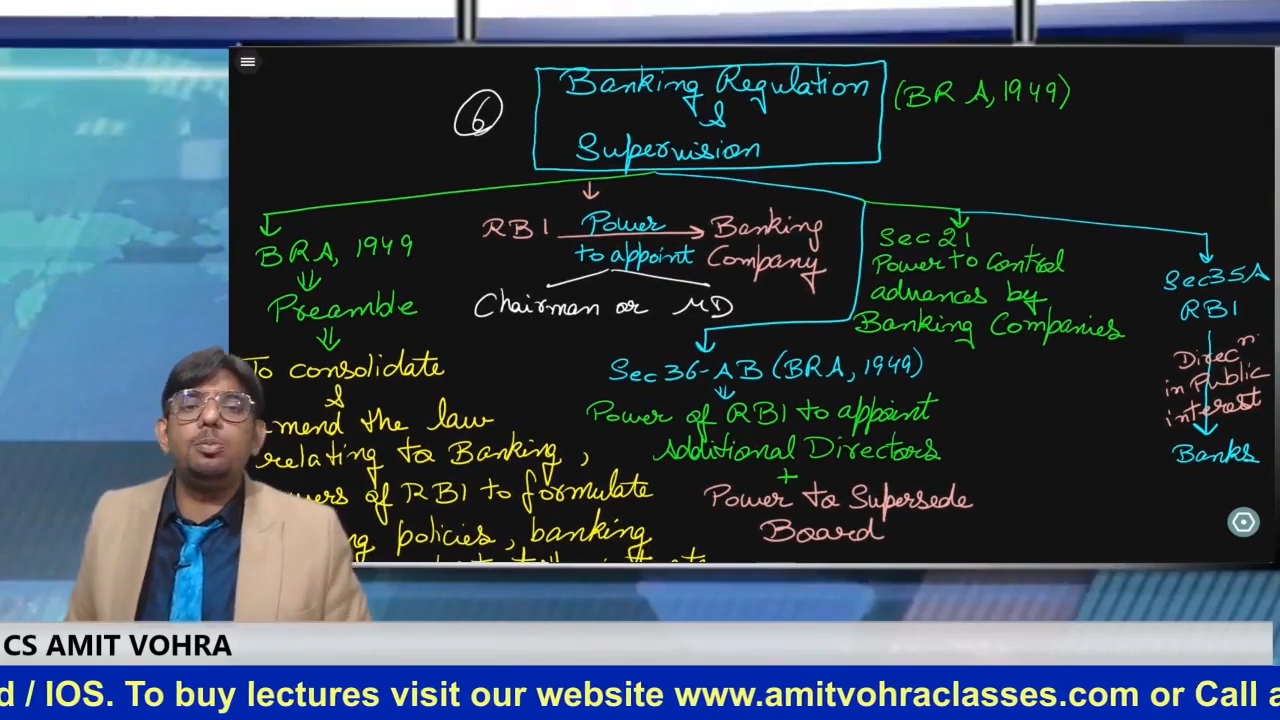 6
Banking Regulation
&
Supervision
(BR A, 1949)
BRA, 1949
Preamble
To consolidate
&
mend the law
relating to Banking,
of RBI to formulate
policies, banking
RBI Power Banking
to appoint Company
Chairman or MD
Sec 36-AB (BRA, 1949)
Power of RBI to appoint
Additional Directors
+
Power to Supersede
Board
Sec 21
Power to Control
advances by
Banking Companies
Sec 35A
RBI
Direcⁿ
in Public
interest
Banks
CS AMIT VOHRA
d / IOS. To buy lectures visit our website www.amitvohraclasses.com or Call a